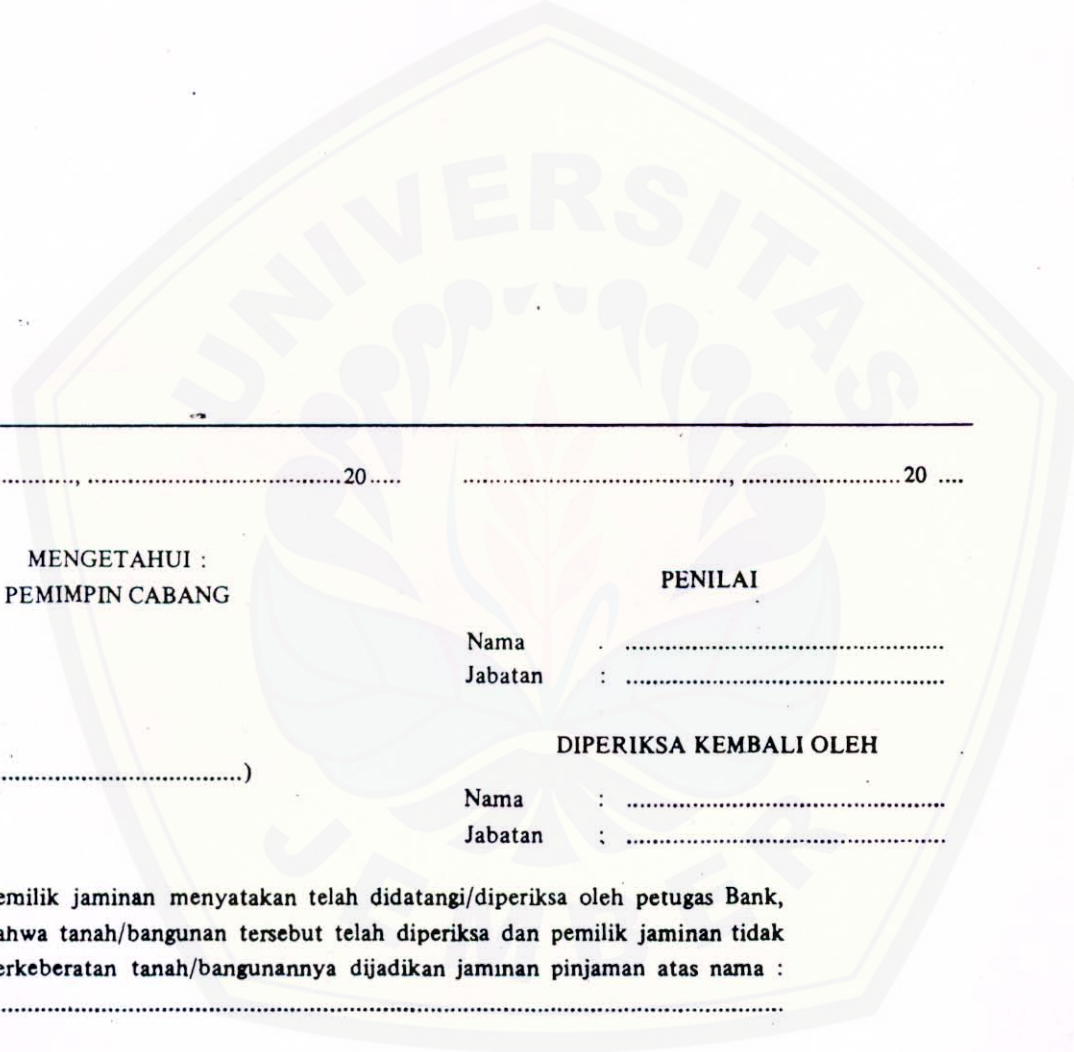 UNIVERSITAS
............, ....................................20.....
......................................, .......................20 ....
MENGETAHUI :
PEMIMPIN CABANG
PENILAI
Nama : ..............................................
Jabatan : ..............................................
...................................)
DIPERIKSA KEMBALI OLEH
Nama : ..............................................
Jabatan : ..............................................
emilik jaminan menyatakan telah didatangi/diperiksa oleh petugas Bank,
ahwa tanah/bangunan tersebut telah diperiksa dan pemilik jaminan tidak
erkeberatan tanah/bangunannya dijadikan jaminan pinjaman atas nama :
................................................................................................................
JEMBER